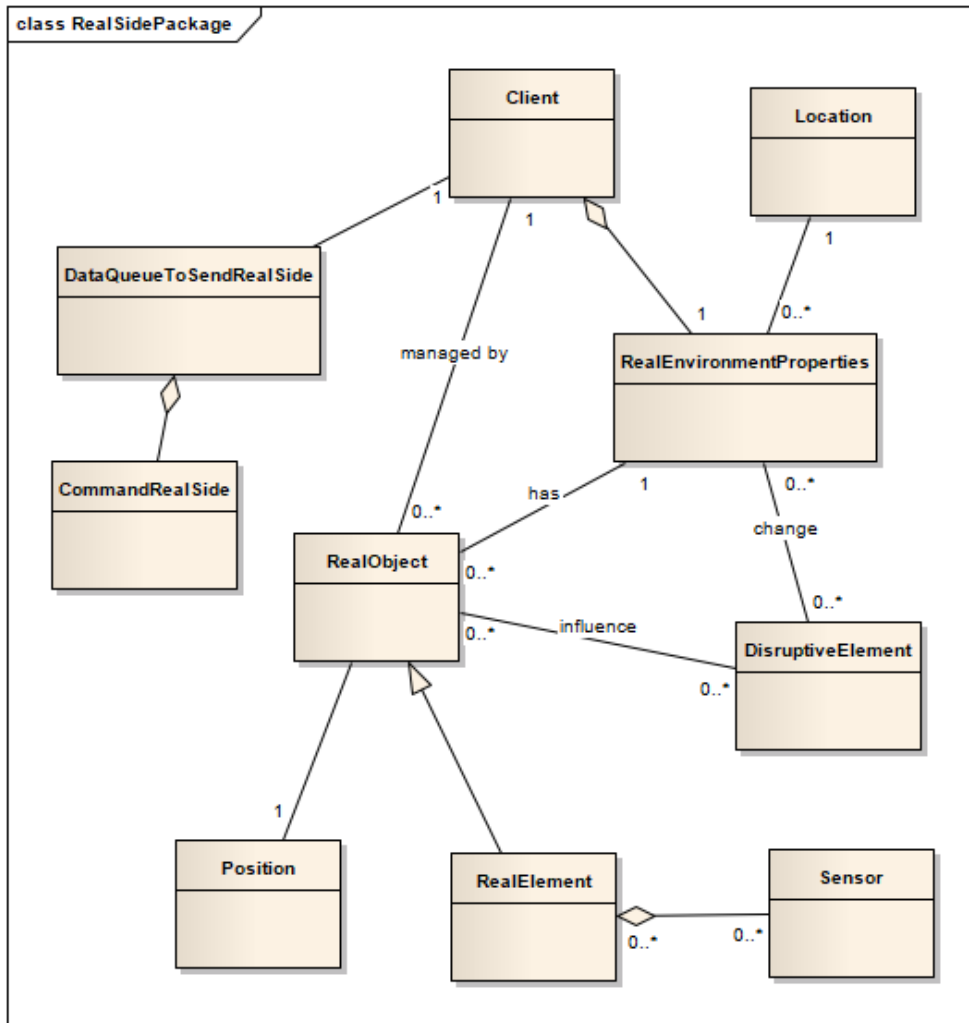 class RealSidePackage
Client
Location
1
1
1
DataQueueToSendRealSide
1
0..*
managed by
RealEnvironmentProperties
CommandRealSide
has
1
0..*
0..*
change
RealObject
0..*
0..*
0..*
influence
DisruptiveElement
0..*
1
Position
RealElement
Sensor
0..*
0..*